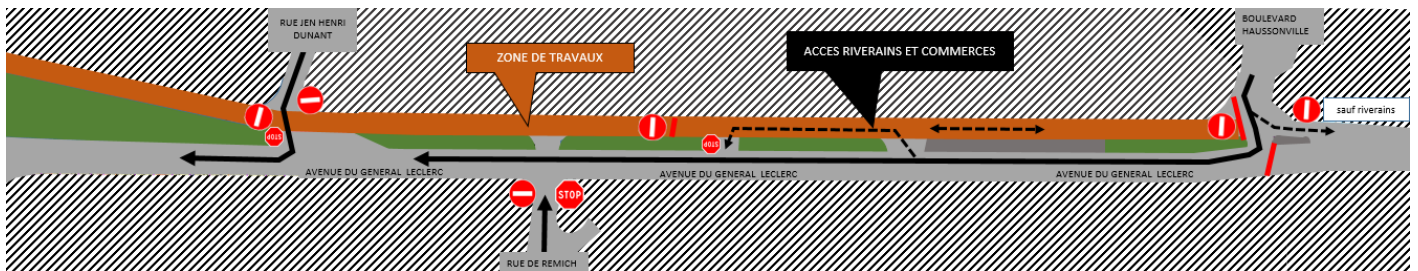 RUE JEN HENRI
DUNANT
ZONE DE TRAVAUX
ACCES RIVERAINS ET COMMERCES
BOULEVARD
HAUSSONVILLE
sauf riverains
STOP
STOP
AVENUE DU GENERAL LECLERC
AVENUE DU GENERAL LECLERC
AVENUE DU GENERAL LECLERC
STOP
RUE DE REMICH